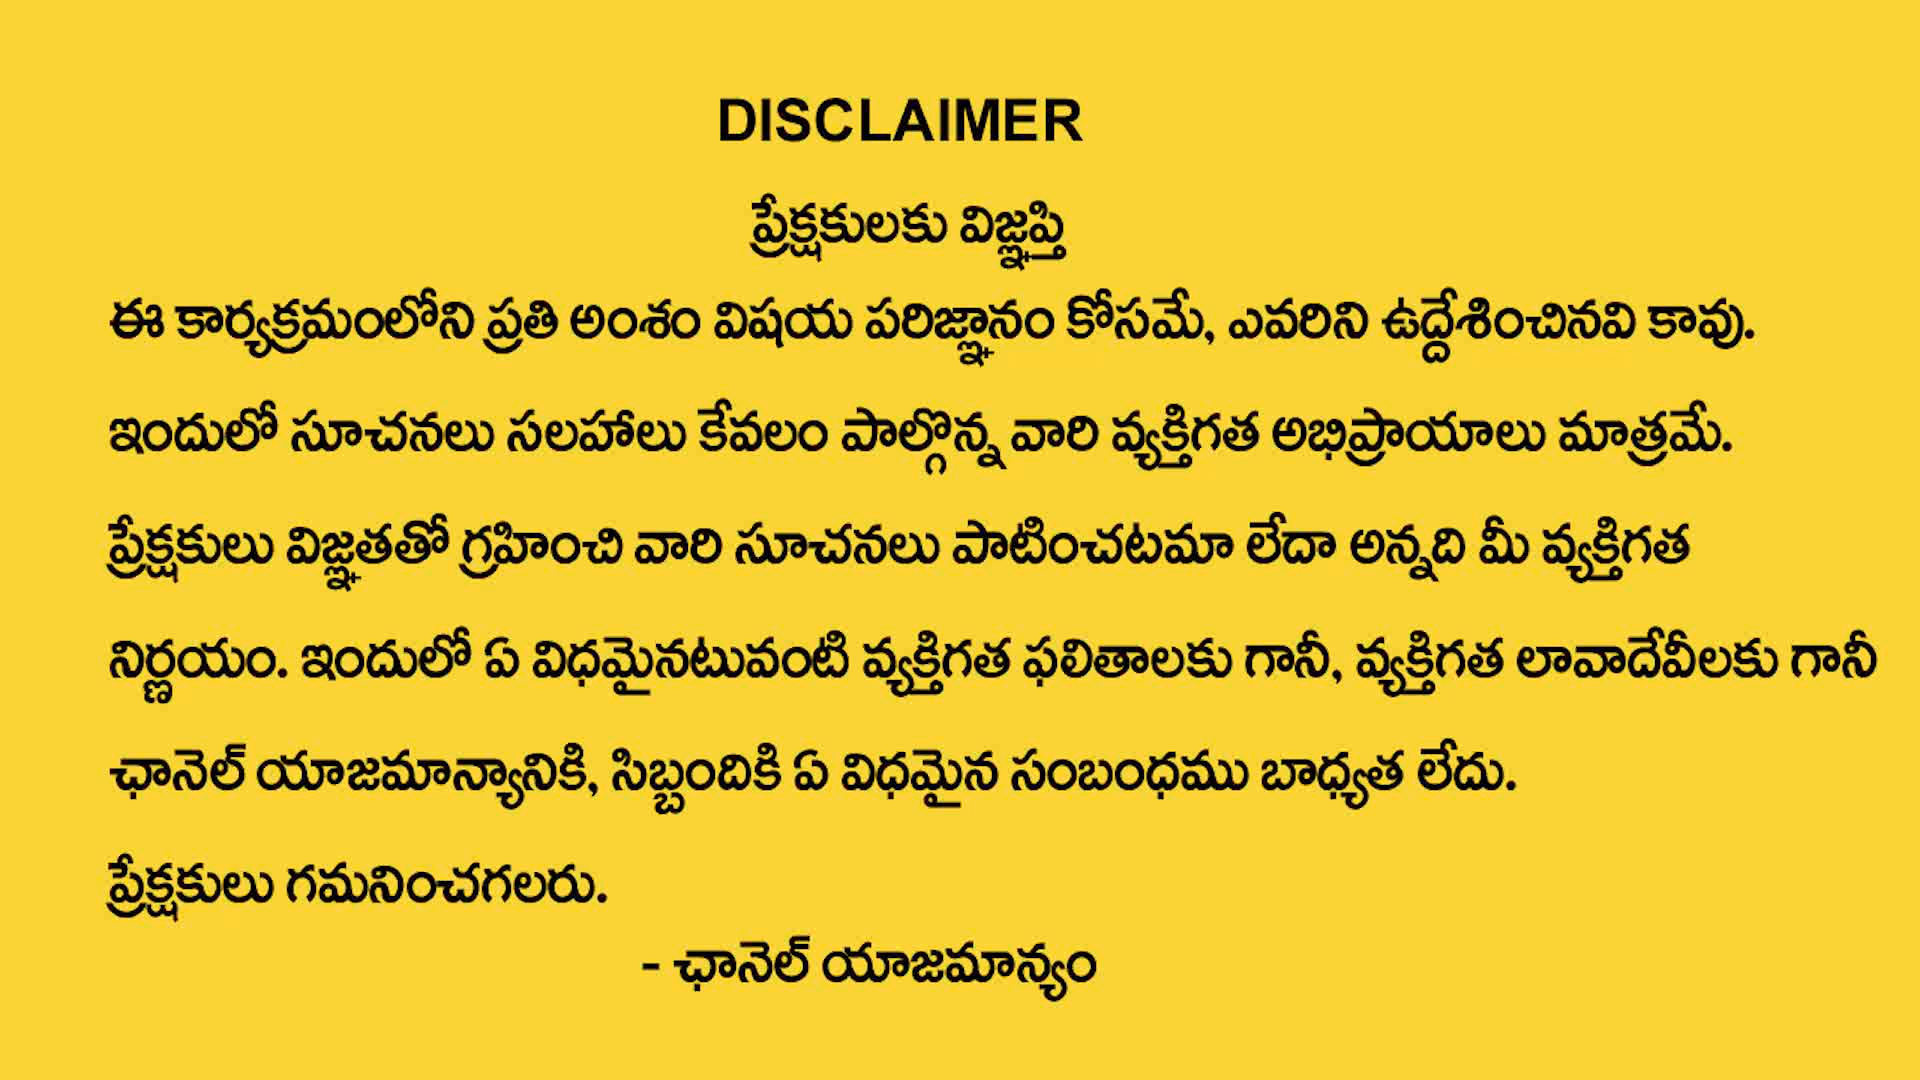 DISCLAIMER
ప్రేక్షకులకు విజ్ఞప్తి
ఈ కార్యక్రమంలోని ప్రతి అంశం విషయ పరిజ్ఞానం కోసమే, ఎవరిని ఉద్దేశించినవి కావు.
ఇందులో సూచనలు సలహాలు కేవలం పాల్గొన్న వారి వ్యక్తిగత అభిప్రాయాలు మాత్రమే.
ప్రేక్షకులు విజ్ఞతతో గ్రహించి వారి సూచనలు పాటించటమా లేదా అన్నది మీ వ్యక్తిగత
నిర్ణయం. ఇందులో ఏ విధమైనటువంటి వ్యక్తిగత ఫలితాలకు గానీ, వ్యక్తిగత లావాదేవీలకు గానీ
ఛానెల్ యాజమాన్యానికి, సిబ్బందికి ఏ విధమైన సంబంధము బాధ్యత లేదు.
ప్రేక్షకులు గమనించగలరు.
- ఛానెల్ యాజమాన్యం